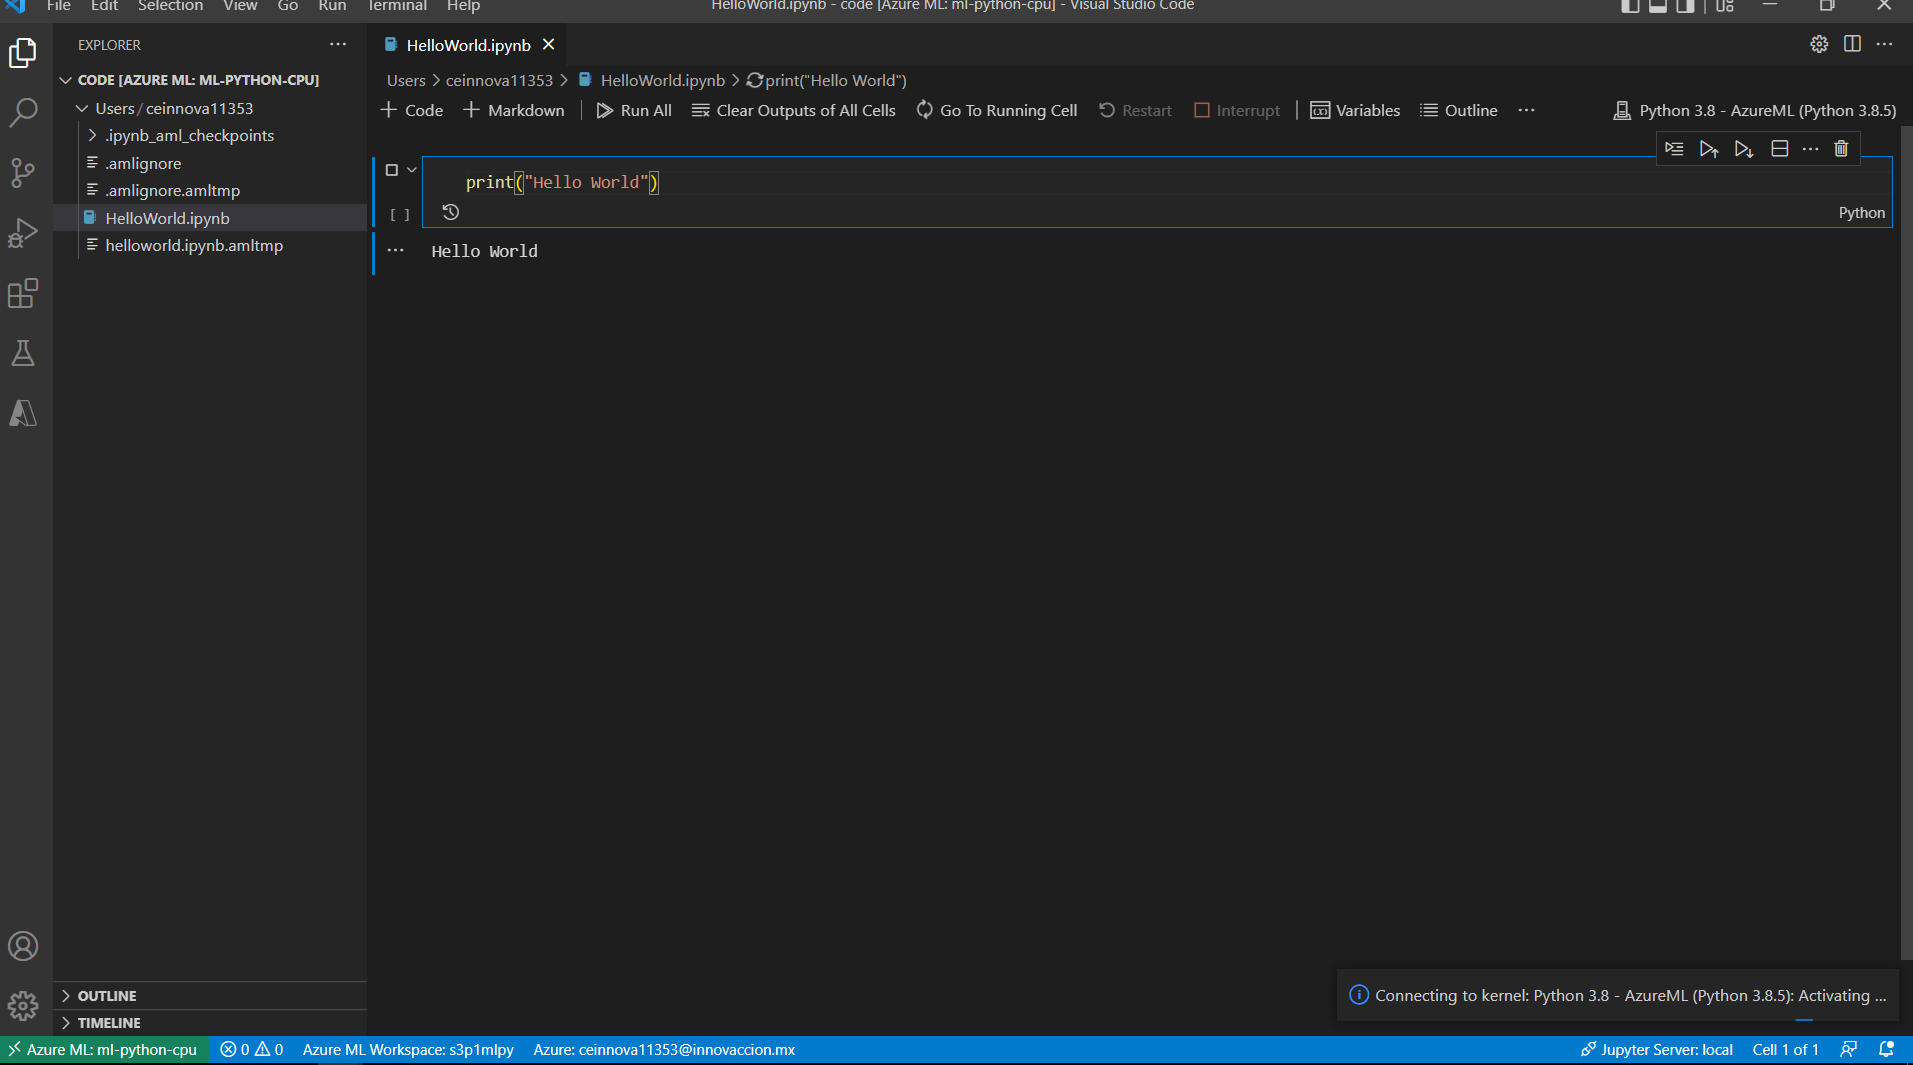 File Edit Selection View Go Run Terminal Help
HelloWorld.ipynb - code [Azure ML: ml-python-cpu] - Visual Studio Code
EXPLORER
CODE [AZURE ML: ML-PYTHON-CPU]
Users / ceinnova11353
.ipynb_aml_checkpoints
.amlignore
.amlignore.amltmp
HelloWorld.ipynb
helloworld.ipynb.amltmp
OUTLINE
TIMELINE
HelloWorld.ipynb
Users > ceinnova11353 > HelloWorld.ipynb > print("Hello World")
+ Code + Markdown | Run All Clear Outputs of All Cells Go To Running Cell Restart Interrupt | Variables Outline ... Python 3.8 - AzureML (Python 3.8.5)
print("Hello World")
[ ]
Python
Hello World
Connecting to kernel: Python 3.8 - AzureML (Python 3.8.5): Activating ...
Azure ML: ml-python-cpu 0 0 Azure ML Workspace: s3p1mlpy Azure: ceinnova11353@innovaccion.mx Jupyter Server: local Cell 1 of 1